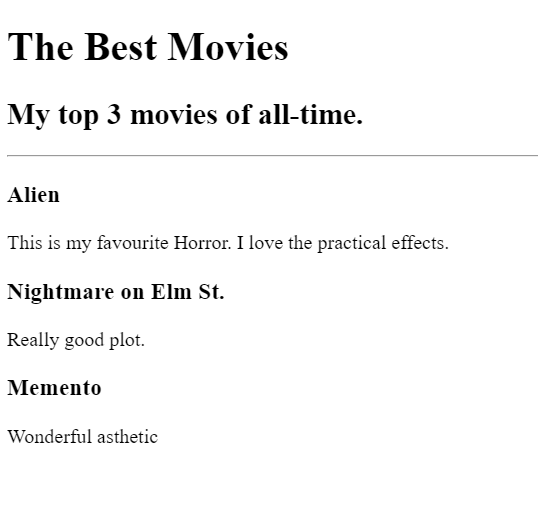 The Best Movies
My top 3 movies of all-time.
Alien
This is my favourite Horror. I love the practical effects.
Nightmare on Elm St.
Really good plot.
Memento
Wonderful asthetic